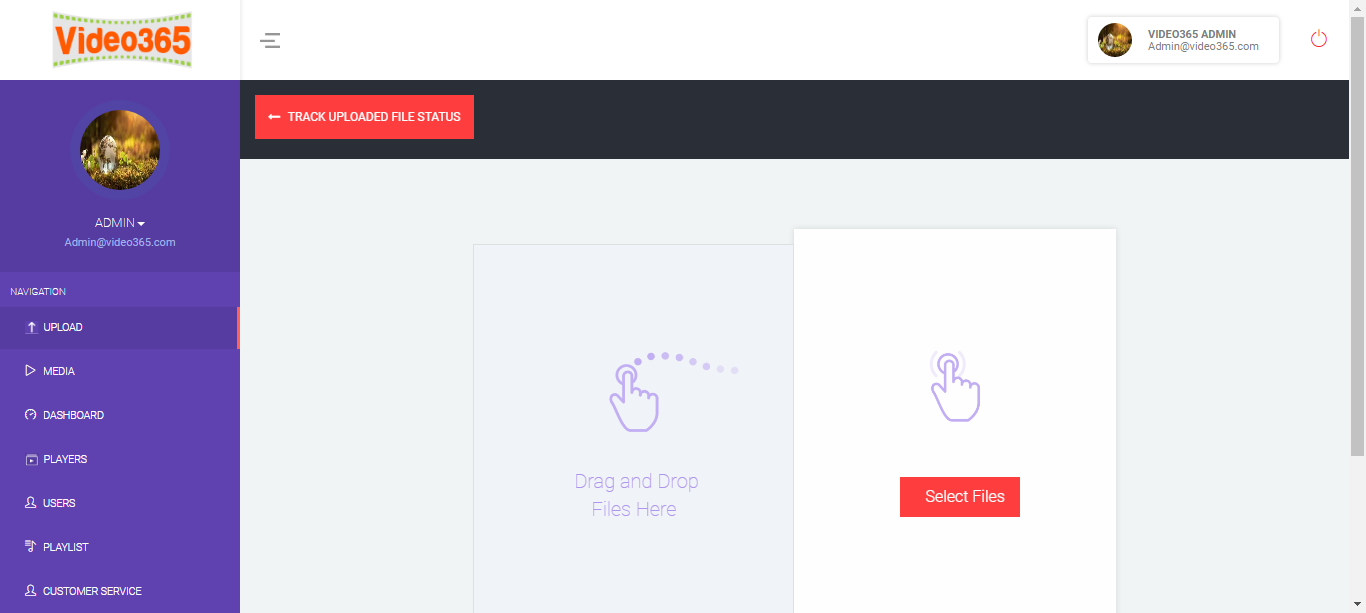 Video365
VIDEO365 ADMIN
Admin@video365.com
TRACK UPLOADED FILE STATUS
ADMIN
Admin@video365.com
NAVIGATION
UPLOAD
MEDIA
DASHBOARD
PLAYERS
USERS
PLAYLIST
CUSTOMER SERVICE
Drag and Drop
Files Here
Select Files